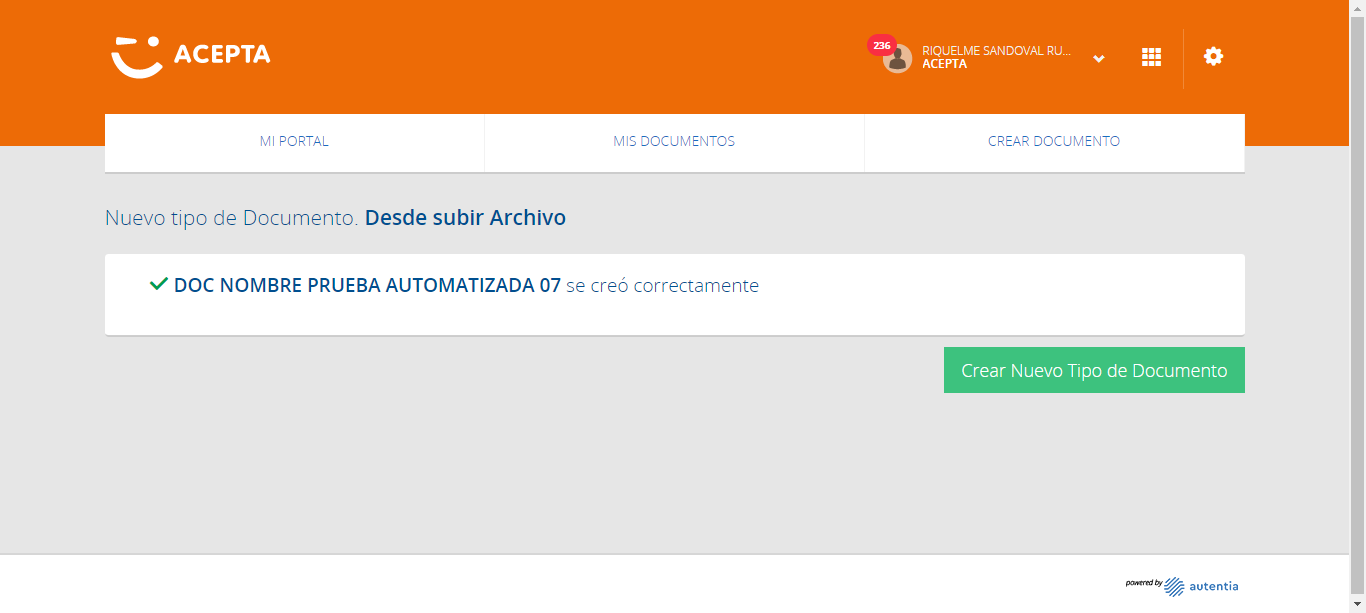 ACEPTA
236
RIQUELME SANDOVAL RU...
ACEPTA
MI PORTAL
MIS DOCUMENTOS
CREAR DOCUMENTO
Nuevo tipo de Documento. Desde subir Archivo
DOC NOMBRE PRUEBA AUTOMATIZADA 07 se creó correctamente
Crear Nuevo Tipo de Documento
powered by autentia